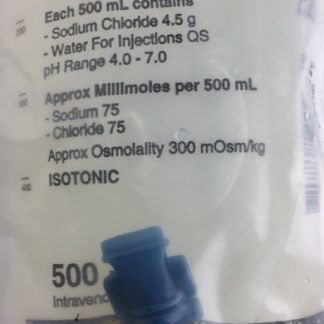 Each 500 mL contains
- Sodium Chloride 4.5 g
- Water For Injections QS
pH Range 4.0 - 7.0
Approx Millimoles per 500 mL
- Sodium 75
- Chloride 75
Approx Osmolality 300 mOsm/kg
ISOTONIC
400
500